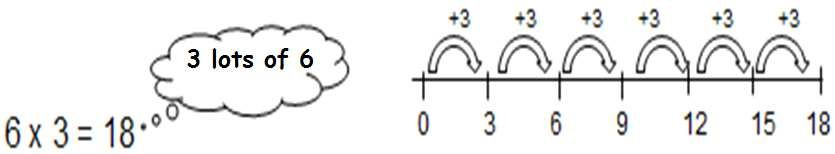 3 lots of 6
6 x 3 = 18
+3 +3 +3 +3 +3 +3
0 3 6 9 12 15 18